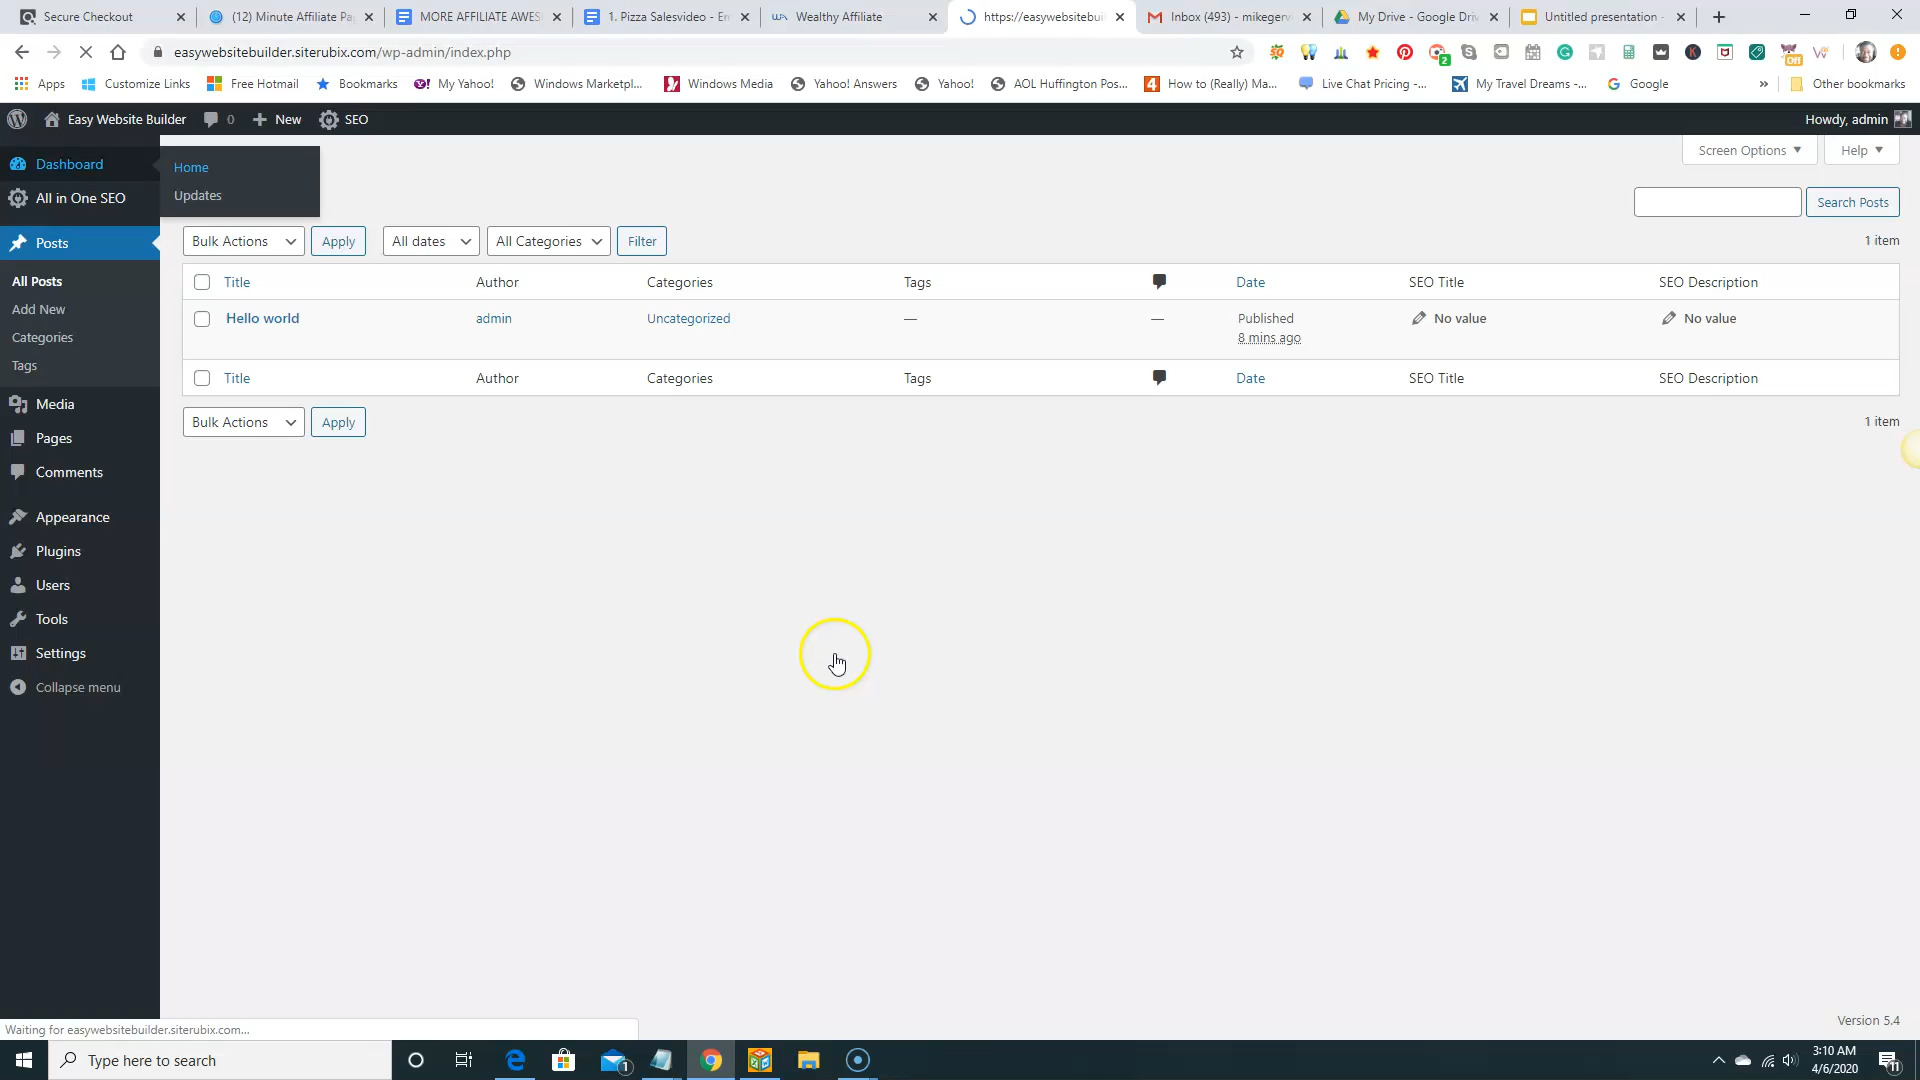 Secure Checkout
(12) Minute Affiliate Pa
MORE AFFILIATE AWES
1. Pizza Salesvideo - Em
Wealthy Affiliate
https://easywebsitebui
Inbox (493) - mikegerv
My Drive - Google Driv
Untitled presentation -
easywebsitebuilder.siterubix.com/wp-admin/index.php
2
Off
Apps
Customize Links
Free Hotmail
Bookmarks
My Yahoo!
Windows Marketpl...
Windows Media
Yahoo! Answers
Yahoo!
AOL Huffington Pos...
How to (Really) Ma...
Live Chat Pricing -...
My Travel Dreams -...
Google
»
Other bookmarks
Easy Website Builder
0
New
SEO
Howdy, admin
Dashboard
Home
Updates
Screen Options
Help
All in One SEO
Search Posts
Posts
Bulk Actions
Apply
All dates
All Categories
Filter
1 item
All Posts
Add New
Categories
Tags
Title
Author
Categories
Tags
Date
SEO Title
SEO Description
Hello world
admin
Uncategorized
—
—
Published
8 mins ago
No value
No value
Title
Author
Categories
Tags
Date
SEO Title
SEO Description
Bulk Actions
Apply
1 item
Media
Pages
Comments
Appearance
Plugins
Users
Tools
Settings
Collapse menu
Version 5.4
Waiting for easywebsitebuilder.siterubix.com...
Type here to search
1
3:10 AM
4/6/2020
11